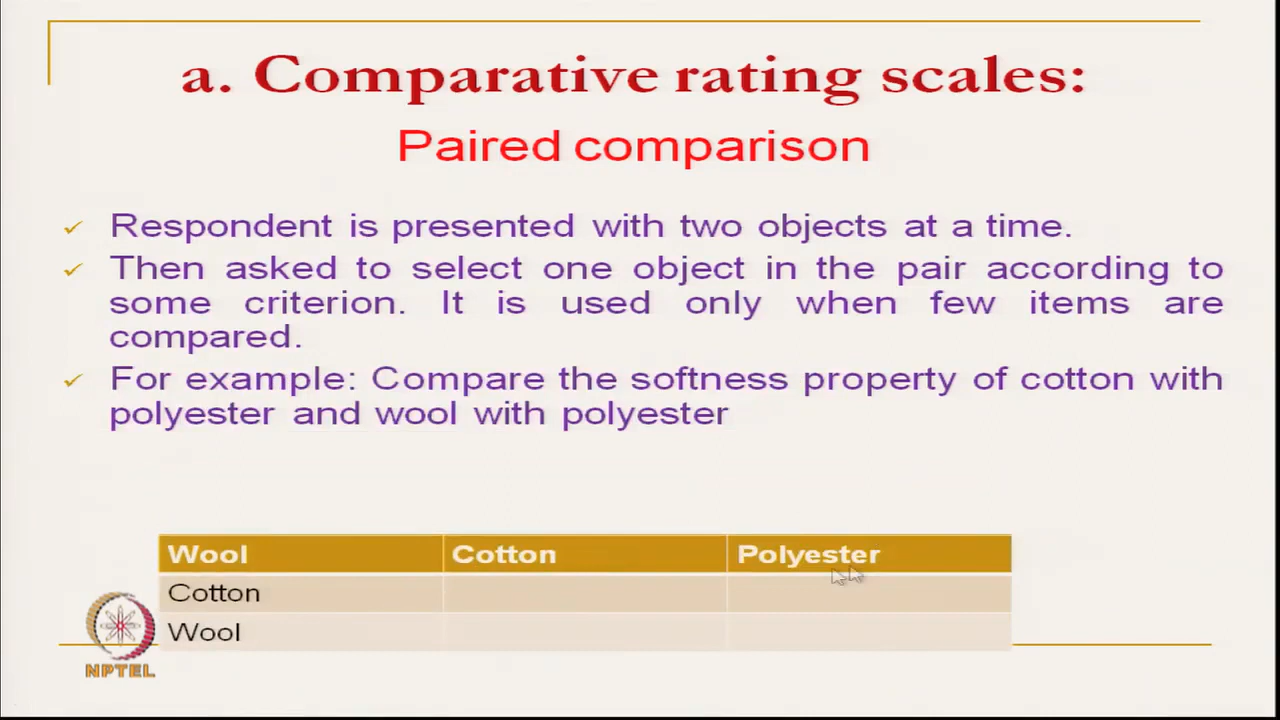 a. Comparative rating scales:
Paired comparison
✓ Respondent is presented with two objects at a time.
✓ Then asked to select one object in the pair according to
some criterion. It is used only when few items are
compared.
✓ For example: Compare the softness property of cotton with
polyester and wool with polyester
Wool Cotton Polyester
Cotton
Wool
NPTEL